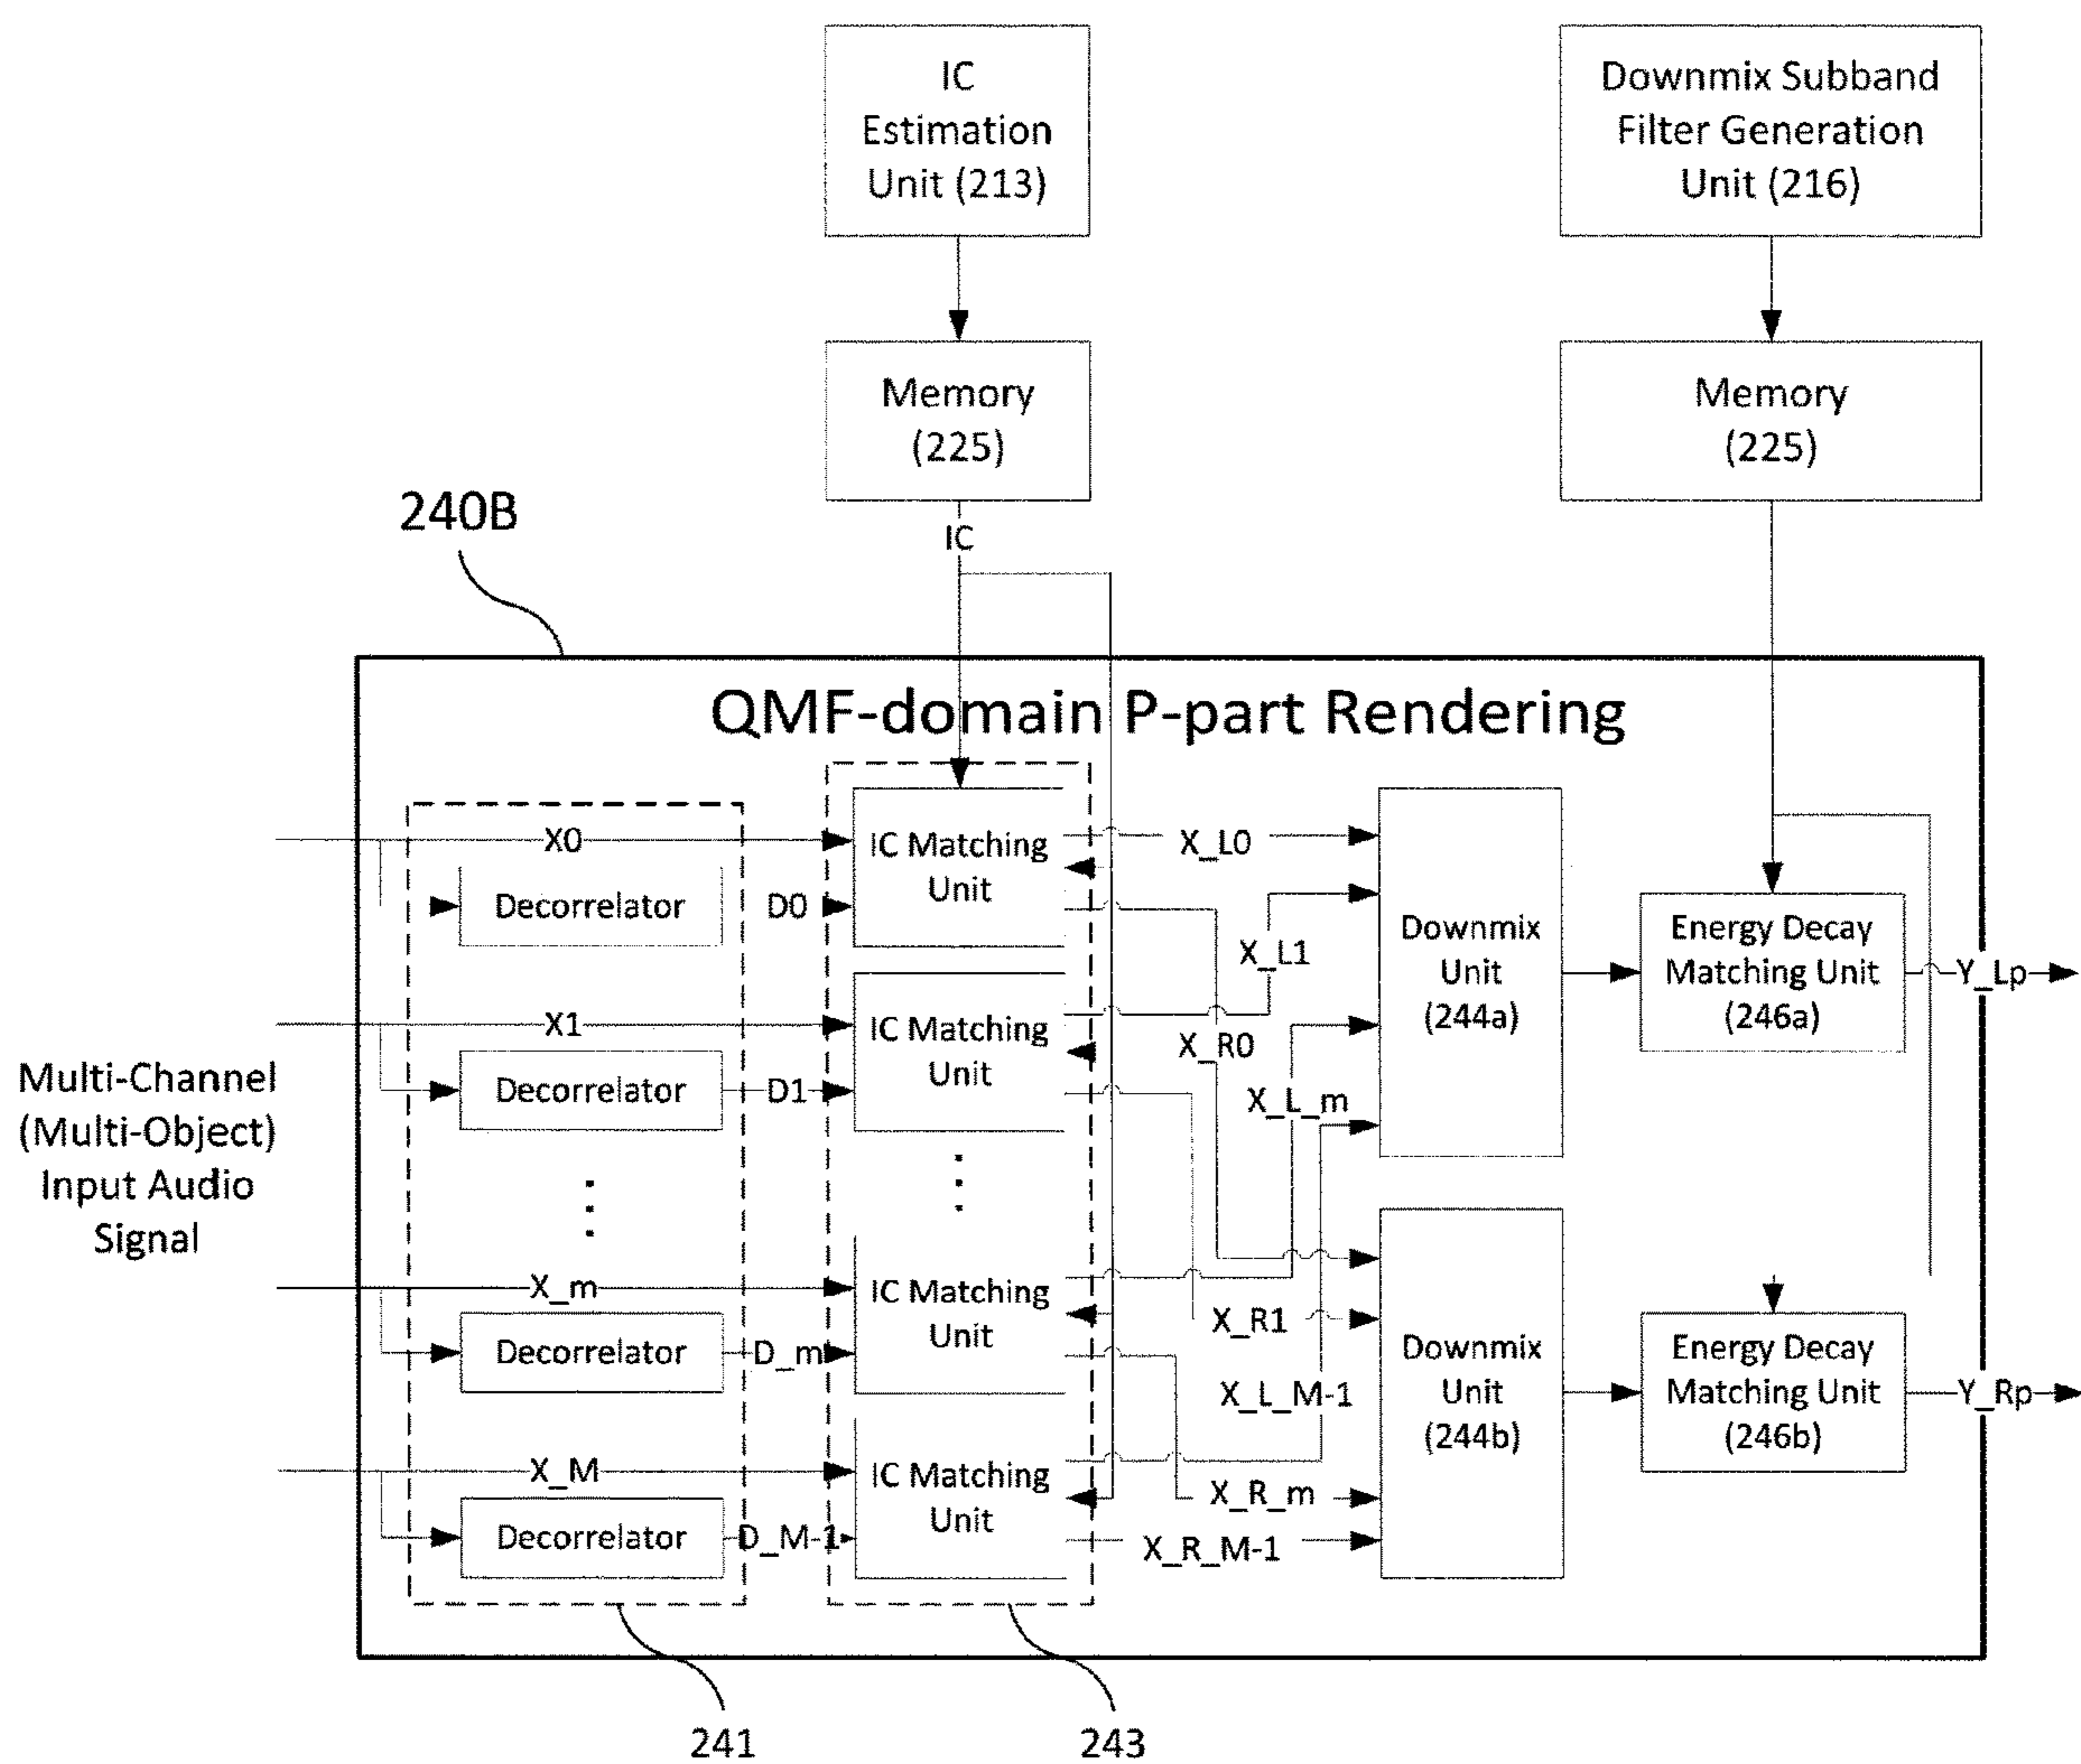 IC
Estimation
Unit (213)
Downmix Subband
Filter Generation
Unit (216)
Memory
(225)
Memory
(225)
240B
IC
QMF-domain P-part Rendering
X0
IC Matching
Unit
X_L0
Decorrelator
D0
Downmix
Unit
(244a)
Energy Decay
Matching Unit
(246a)
X_L1
Y_Lp
X1
IC Matching
Unit
X_R0
Multi-Channel
(Multi-Object)
Input Audio
Signal
Decorrelator
D1
X_L_m
X_m
IC Matching
Unit
X_R1
Decorrelator
D_m
Downmix
Unit
(244b)
Energy Decay
Matching Unit
(246b)
X_L_M-1
Y_Rp
X_M
IC Matching
Unit
X_R_m
Decorrelator
D_M-1
X_R_M-1
241
243